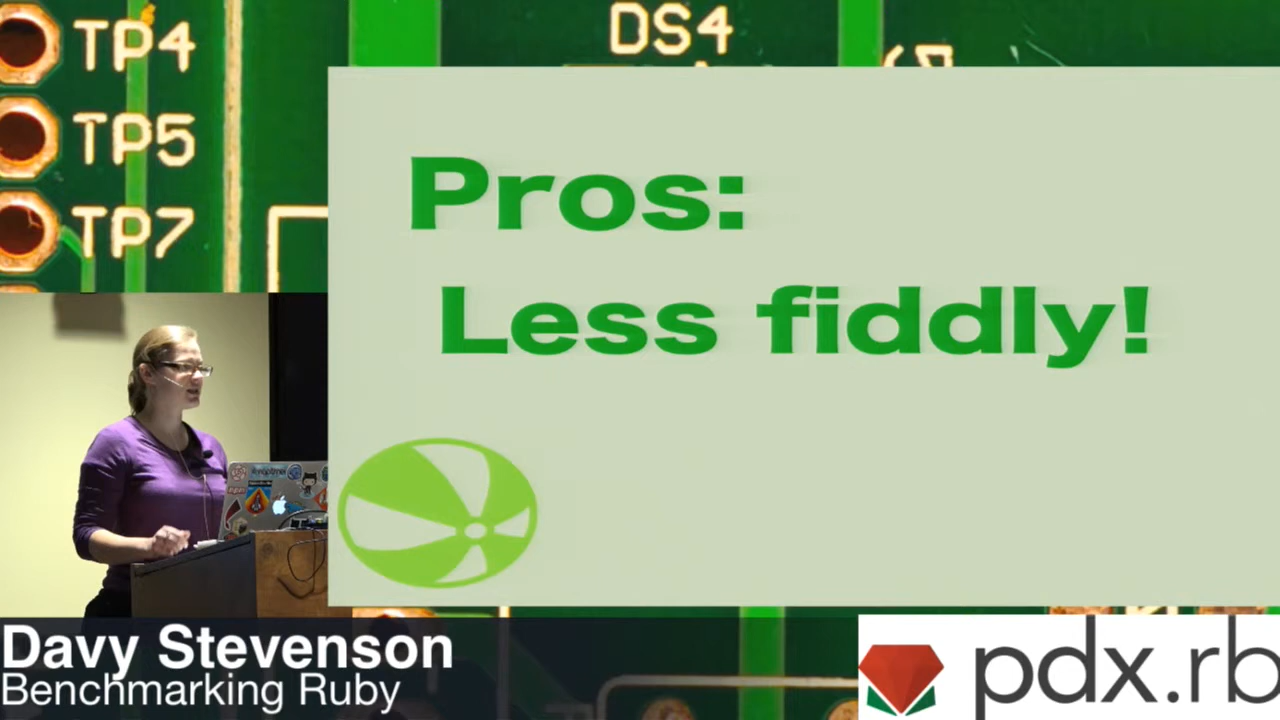 TP4
TP5
TP7
DS4
Pros:
Less fiddly!
Davy Stevenson
Benchmarking Ruby
pdx.rb